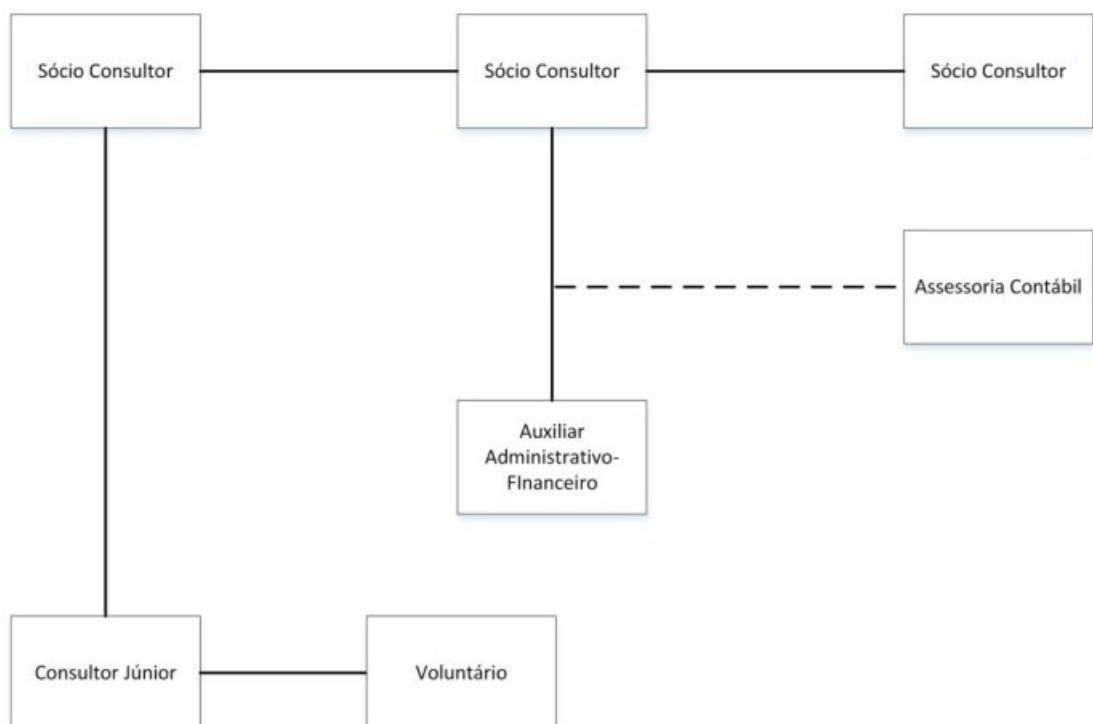 Sócio Consultor
Sócio Consultor
Sócio Consultor
Assessoria Contábil
Auxiliar
Administrativo-
FInanceiro
Consultor Júnior
Voluntário